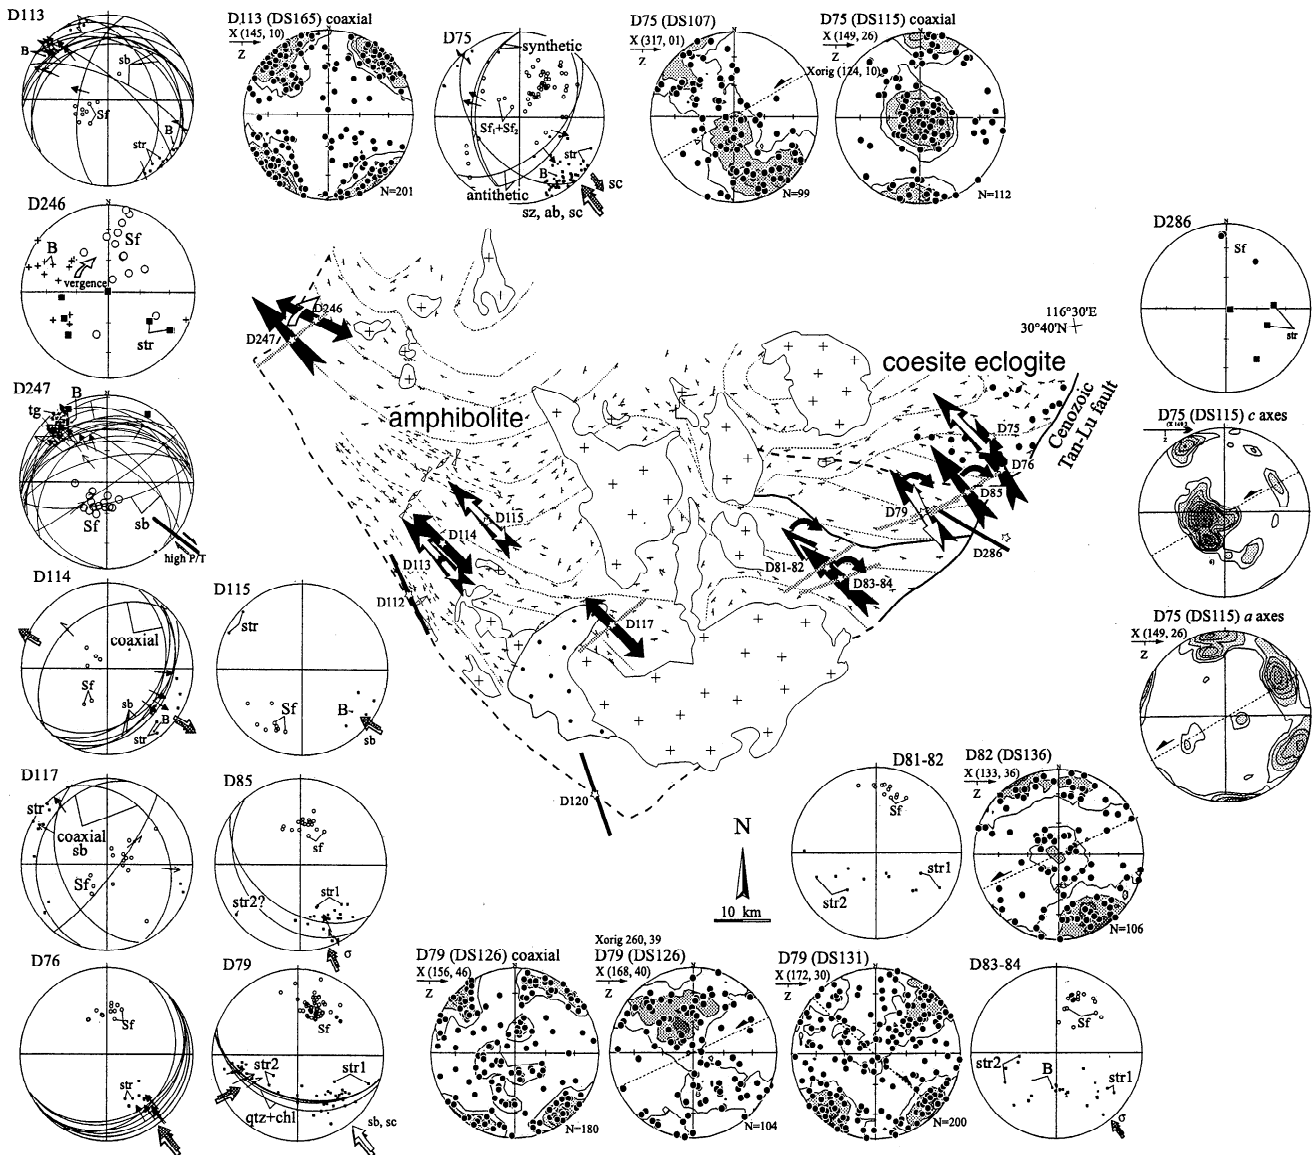 D113
B
sb
Sf
B
str
D113 (DS165) coaxial
X (145, 10)
Z
N=201
D75
synthetic
Sf1+Sf2
str
B
antithetic
sc
sz, ab, sc
D75 (DS107)
X (317, 01)
Z
N=99
D75 (DS115) coaxial
X (149, 26)
Z
Xorig (124, 10)
N=112
D246
Sf
B
vergence
str
D286
N
Sf
str
D247
B
tg
Sf
sb
high P/T
D246
D247
amphibolite
coesite eclogite
116°30'E
30°40'N
Cenozoic
Tan-Lu fault
D75
D76
D85
D79
D286
D81-82
D83-84
D115
D114
D113
D112
D117
D120
D75 (DS115) c axes
Z
D75 (DS115) a axes
X (149, 26)
Z
D114
coaxial
Sf
sb
B
str
D115
str
Sf
B
sb
D117
str
coaxial
sb
Sf
D85
sf
str2?
str1
σ
N
10 km
D81-82
Sf
str1
str2
D82 (DS136)
X (133, 36)
Z
N=106
D76
Sf
str
D79
Sf
str2
str1
qtz+chl
sb, sc
D79 (DS126) coaxial
X (156, 46)
Z
N=180
Xorig 260, 39
D79 (DS126)
X (168, 40)
Z
N=104
D79 (DS131)
X (172, 30)
Z
N=200
D83-84
Sf
str2
B
str1
σ